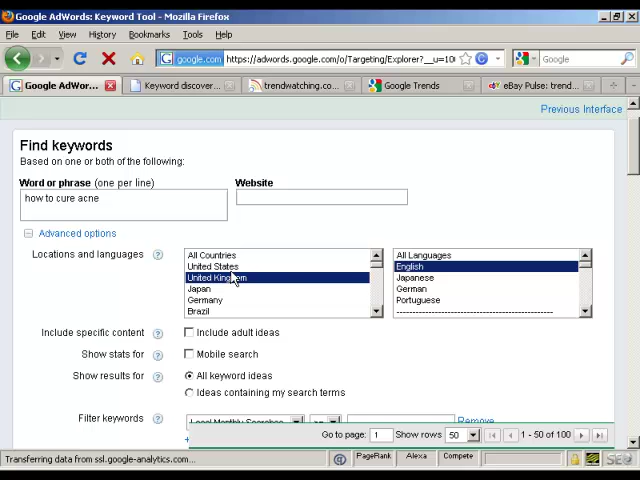 Google AdWords: Keyword Tool - Mozilla Firefox
File Edit View History Bookmarks Tools Help
google.com https://adwords.google.com/o/Targeting/Explorer?__u=10 Google
Google AdWor... Keyword discover... trendwatching.co... Google Trends eBay Pulse: trend...
Previous Interface
Find keywords
Based on one or both of the following:
Word or phrase (one per line) Website
how to cure acne
Advanced options
Locations and languages ? All Countries All Languages
United States English
United Kingdom Japanese
Japan German
Germany Portuguese
Brazil --------------------------------------------
Include specific content ? Include adult ideas
Show stats for ? Mobile search
Show results for ? All keyword ideas
Ideas containing my search terms
Filter keywords ? Local Monthly Searches Remove
Go to page: 1 Show rows 50 1 - 50 of 100
Transferring data from ssl.google-analytics.com... PageRank Alexa Compete SEO